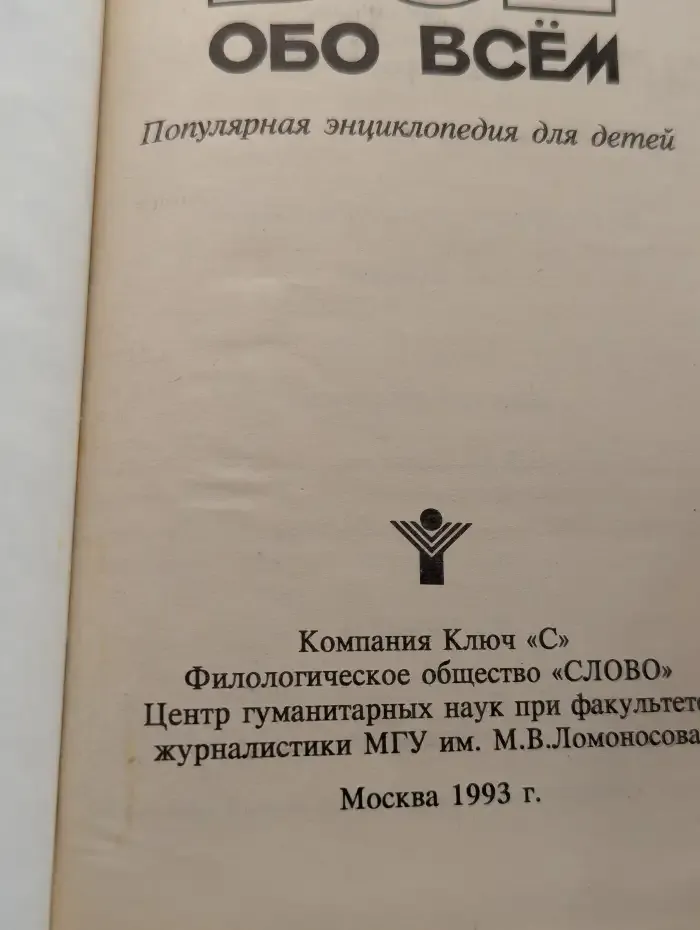 ОБО ВСЁМ
Популярная энциклопедия для детей
Компания Ключ «С»
Филологическое общество «СЛОВО»
Центр гуманитарных наук при факультете
журналистики МГУ им. М.В.Ломоносова
Москва 1993 г.